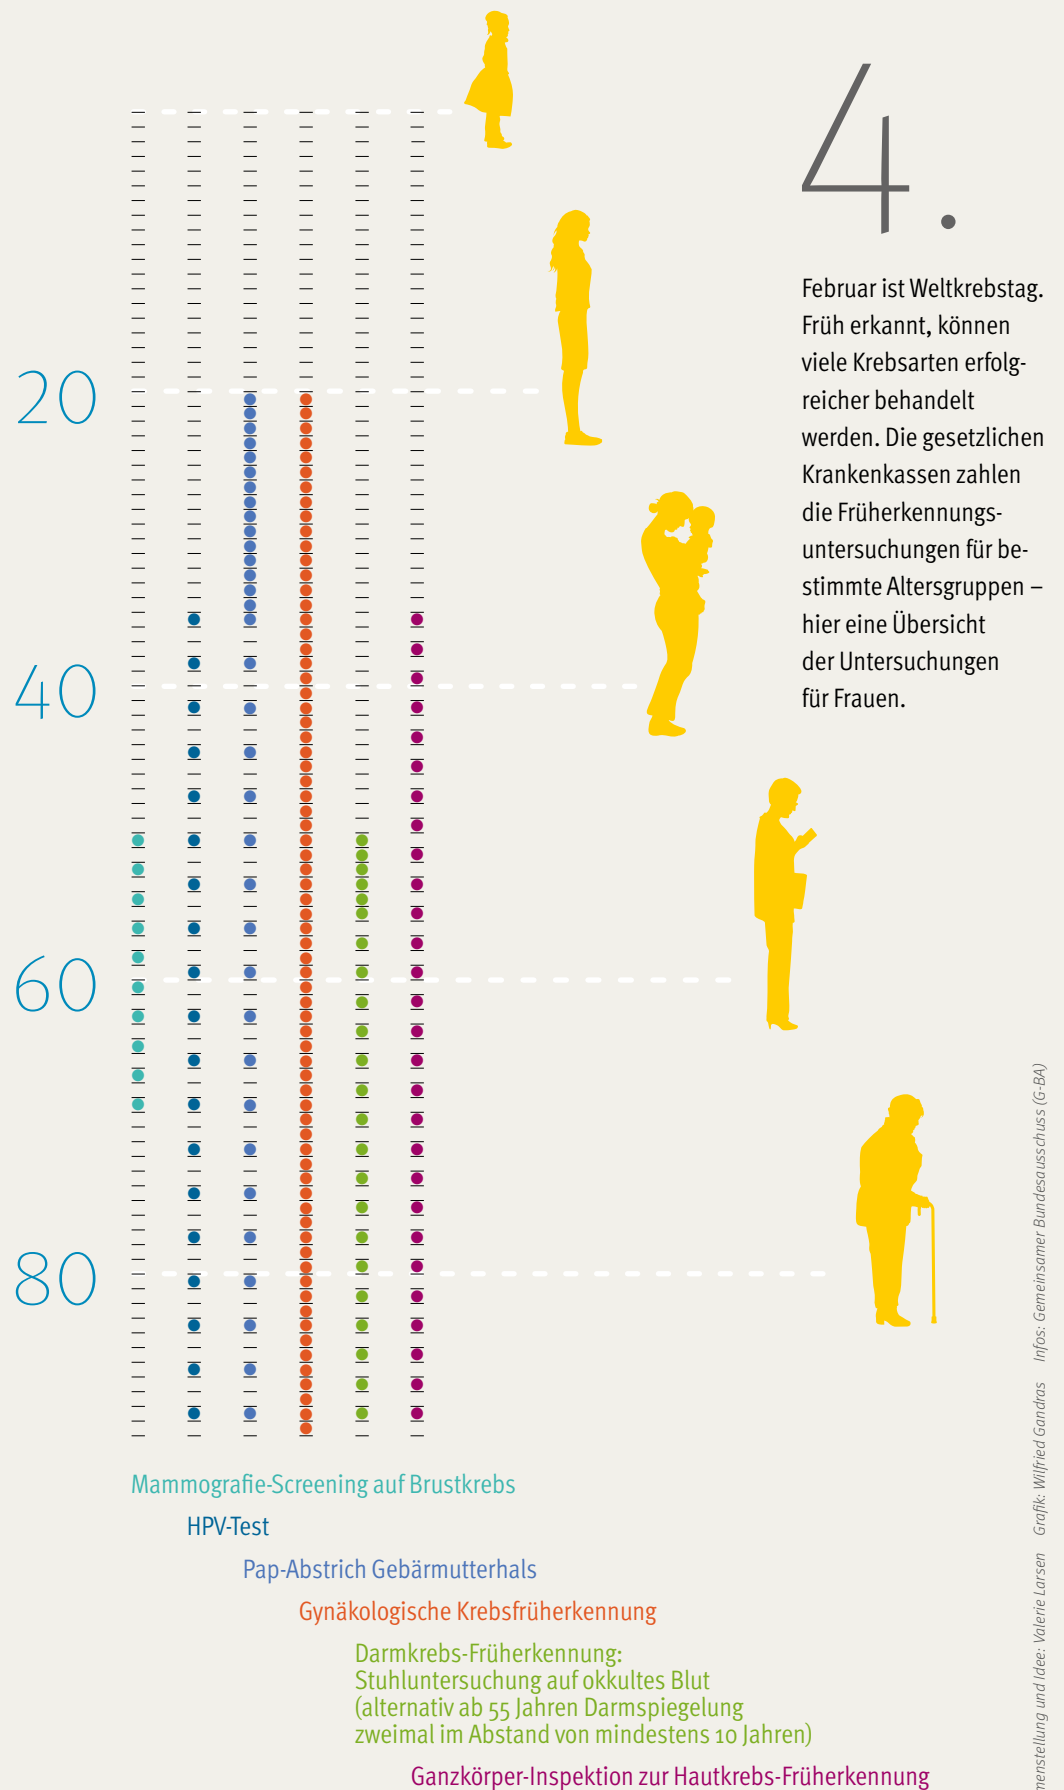 4.
Februar ist Weltkrebstag.
Früh erkannt, können
viele Krebsarten erfolg-
reicher behandelt
werden. Die gesetzlichen
Krankenkassen zahlen
die Früherkennungs-
untersuchungen für be-
stimmte Altersgruppen –
hier eine Übersicht
der Untersuchungen
für Frauen.
20
40
60
80
Mammografie-Screening auf Brustkrebs
HPV-Test
Pap-Abstrich Gebärmutterhals
Gynäkologische Krebsfrüherkennung
Darmkrebs-Früherkennung:
Stuhluntersuchung auf okkultes Blut
(alternativ ab 55 Jahren Darmspiegelung
zweimal im Abstand von mindestens 10 Jahren)
Ganzkörper-Inspektion zur Hautkrebs-Früherkennung
und Idee: Valerie Larsen Grafik: Wilfried Gandras Infos: Gemeinsamer Bundesausschuss (G-BA)